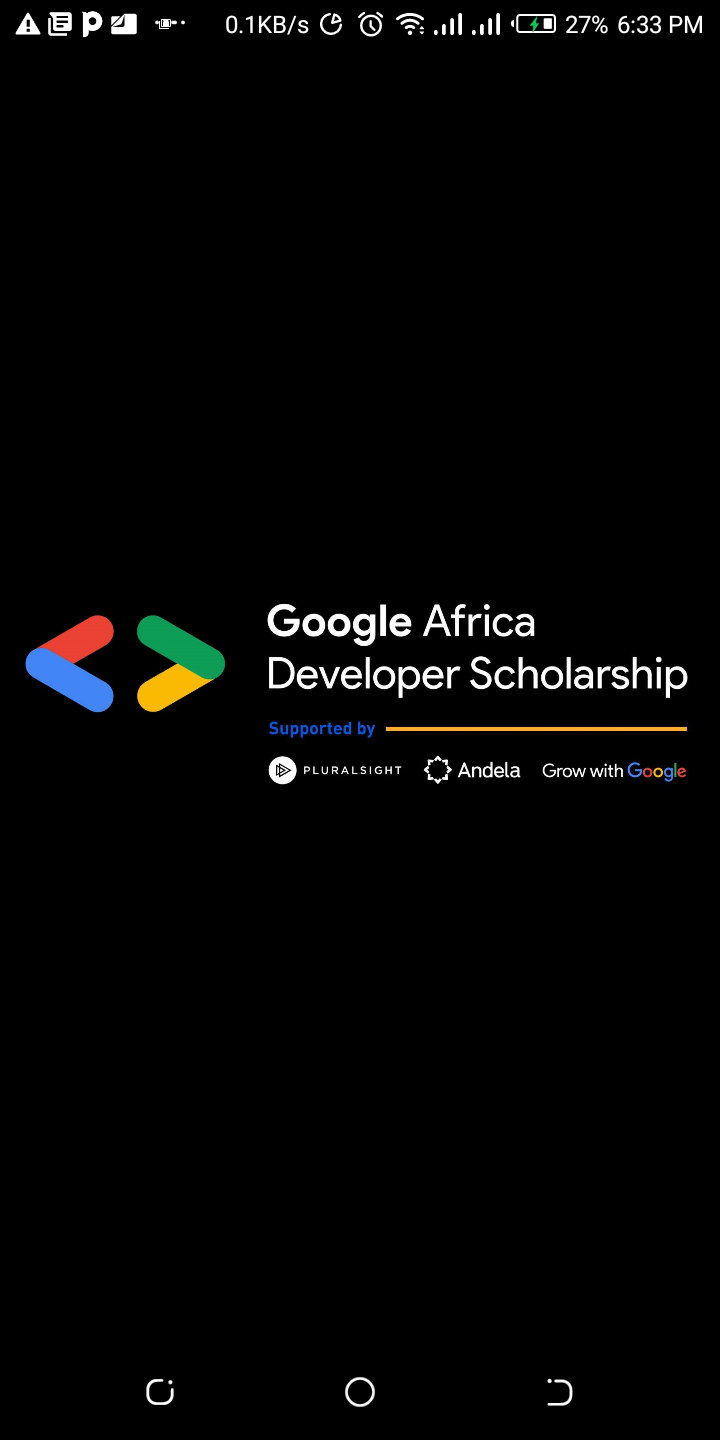 0.1KB/s 27% 6:33 PM
Google Africa
Developer Scholarship
Supported by
PLURALSIGHT Andela Grow with Google